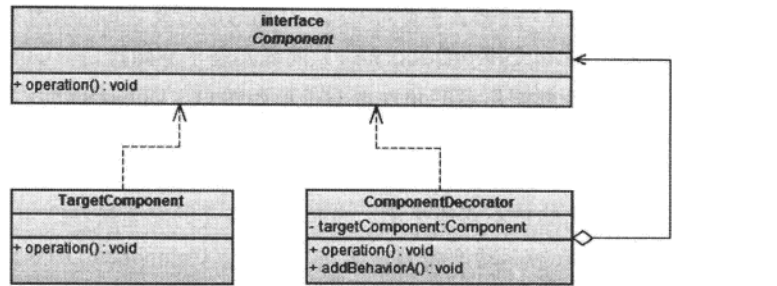 interface
Component
+ operation() : void
TargetComponent
+ operation() : void
ComponentDecorator
- targetComponent:Component
+ operation() : void
+ addBehaviorA() : void